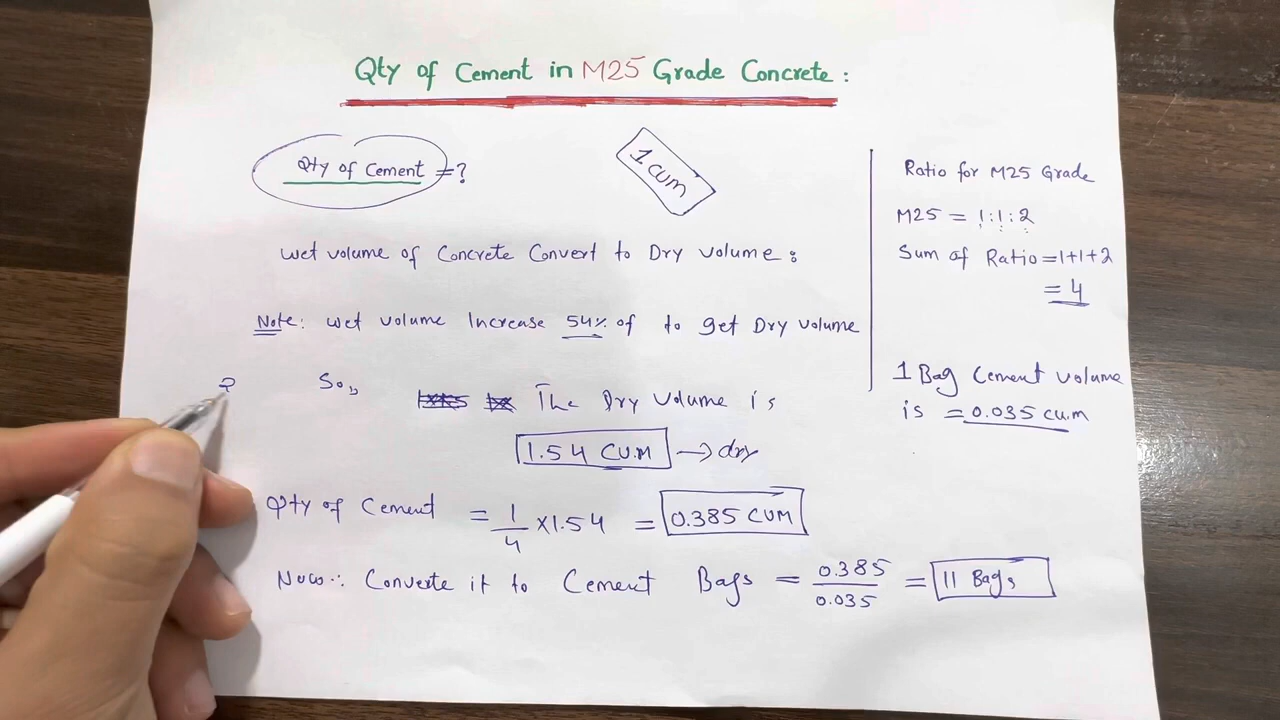 Qty of Cement in M25 Grade Concrete:
Qty of Cement = ?
1 CUM
Wet volume of Concrete Convert to Dry volume:
Note: Wet volume Increase 54% of to get Dry volume
So,, The Dry Volume is
1.54 CU.M → dry
Qty of Cement = 1/4 × 1.54 = 0.385 CUM
Now:. Converte it to Cement Bags = 0.385/0.035 = 11 Bags
Ratio for M25 Grade
M25 = 1:1:2
Sum of Ratio = 1+1+2
= 4
1 Bag Cement volume
is = 0.035 cu.m